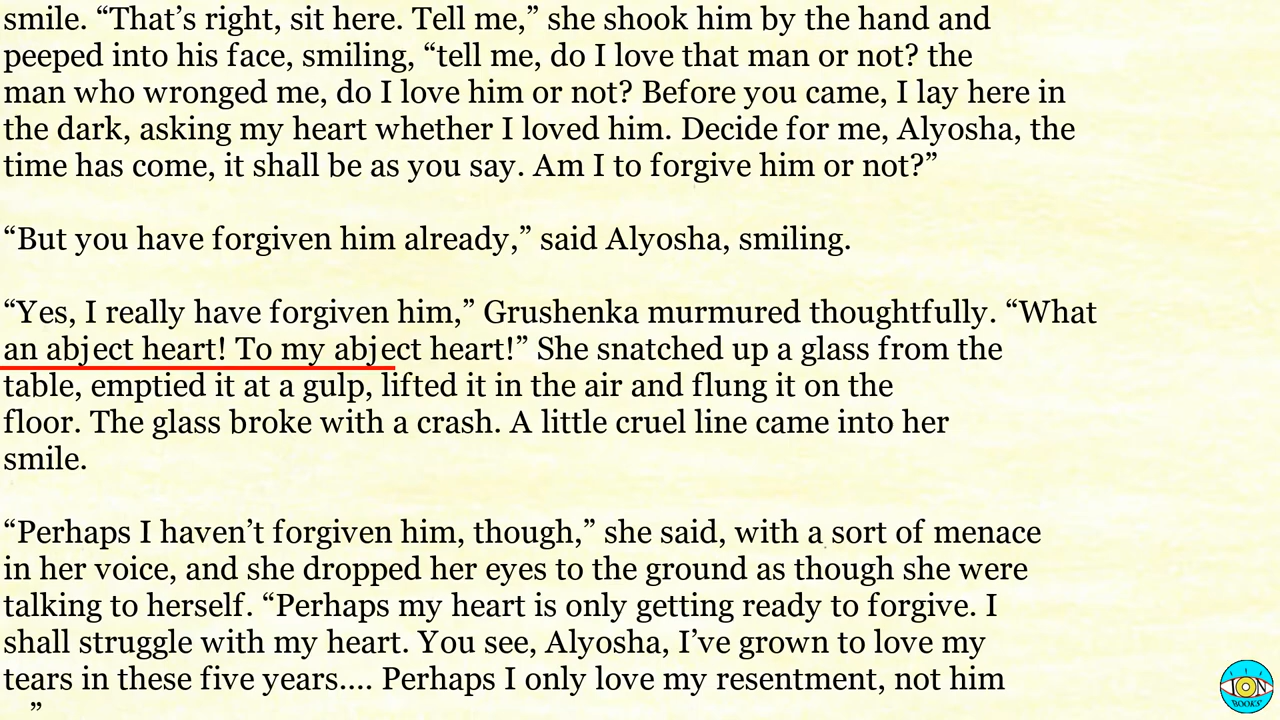 smile. “That’s right, sit here. Tell me,” she shook him by the hand and
peeped into his face, smiling, “tell me, do I love that man or not? the
man who wronged me, do I love him or not? Before you came, I lay here in
the dark, asking my heart whether I loved him. Decide for me, Alyosha, the
time has come, it shall be as you say. Am I to forgive him or not?”
“But you have forgiven him already,” said Alyosha, smiling.
“Yes, I really have forgiven him,” Grushenka murmured thoughtfully. “What
an abject heart! To my abject heart!” She snatched up a glass from the
table, emptied it at a gulp, lifted it in the air and flung it on the
floor. The glass broke with a crash. A little cruel line came into her
smile.
“Perhaps I haven’t forgiven him, though,” she said, with a sort of menace
in her voice, and she dropped her eyes to the ground as though she were
talking to herself. “Perhaps my heart is only getting ready to forgive. I
shall struggle with my heart. You see, Alyosha, I’ve grown to love my
tears in these five years.... Perhaps I only love my resentment, not him
”
ION
BOOKS